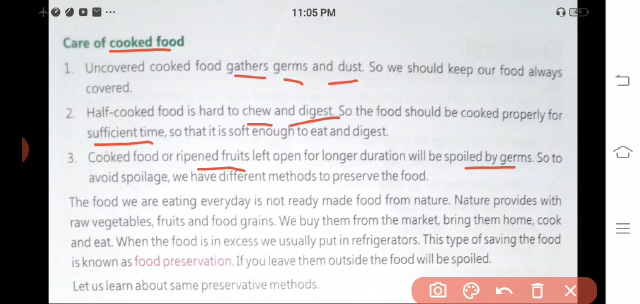 11:05 PM
Care of cooked food
1. Uncovered cooked food gathers germs and dust. So we should keep our food always
covered.
2. Half-cooked food is hard to chew and digest. So the food should be cooked properly for
sufficient time, so that it is soft enough to eat and digest.
3. Cooked food or ripened fruits left open for longer duration will be spoiled by germs. So to
avoid spoilage, we have different methods to preserve the food.
The food we are eating everyday is not ready made food from nature. Nature provides with
raw vegetables, fruits and food grains. We buy them from the market, bring them home, cook
and eat. When the food is in excess we usually put in refrigerators. This type of saving the food
is known as food preservation. If you leave them outside the food will be spoiled.
Let us learn about same preservative methods.